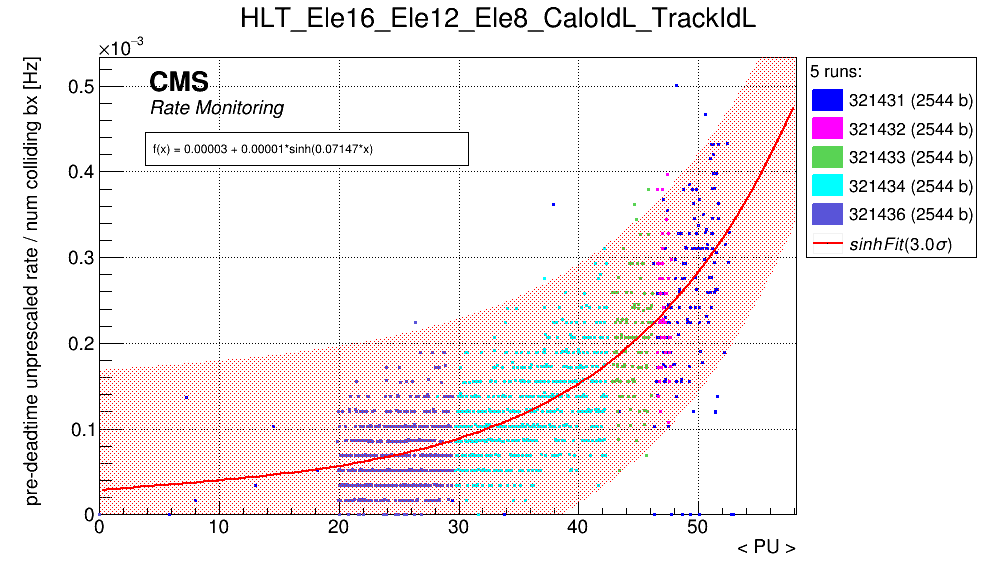 HLT_Ele16_Ele12_Ele8_CaloIdL_TrackIdL
×10⁻³
pre-deadtime unprescaled rate / num colliding bx [Hz]
CMS
Rate Monitoring
f(x) = 0.00003 + 0.00001*sinh(0.07147*x)
0.5
0.4
0.3
0.2
0.1
0
0 10 20 30 40 50
< PU >
5 runs:
321431 (2544 b)
321432 (2544 b)
321433 (2544 b)
321434 (2544 b)
321436 (2544 b)
sinhFit(3.0σ)